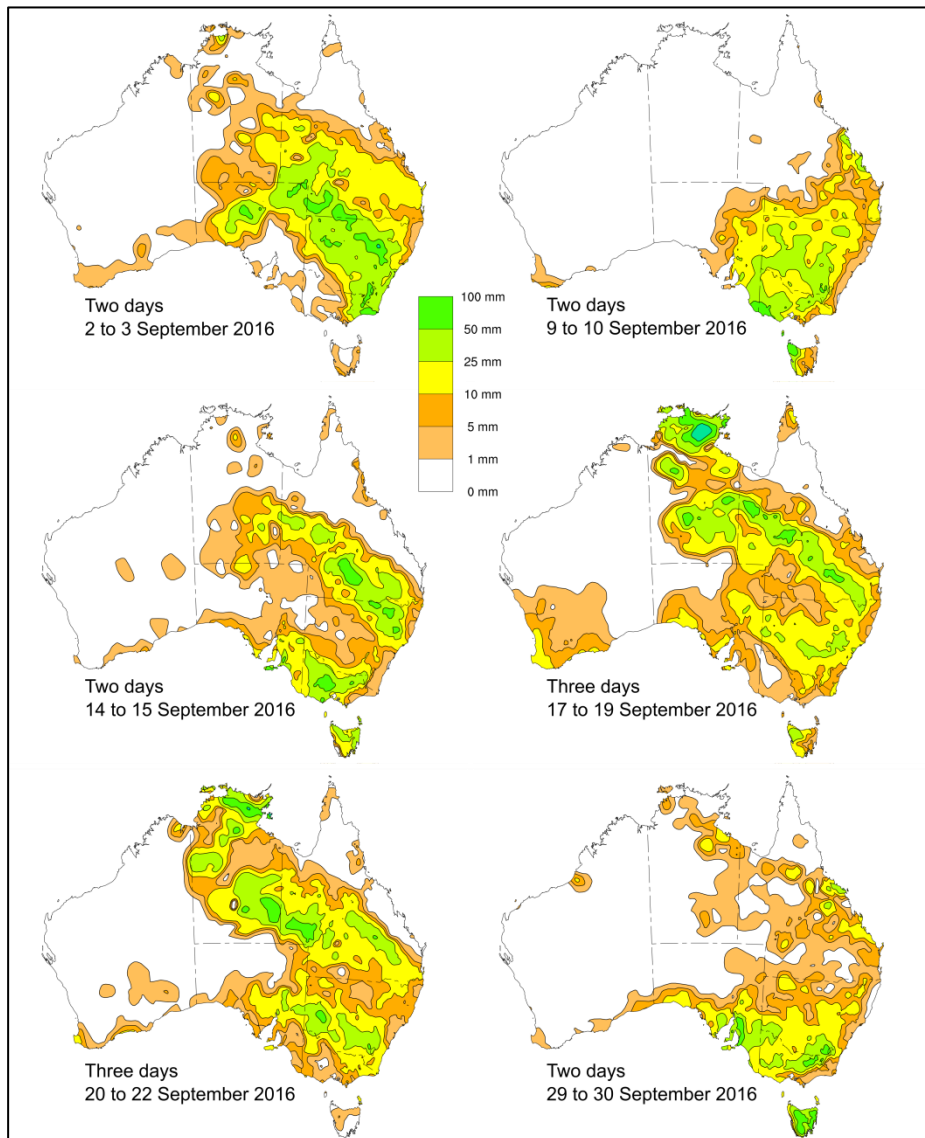 Two days
2 to 3 September 2016
Two days
9 to 10 September 2016
100 mm
50 mm
25 mm
10 mm
5 mm
1 mm
0 mm
Two days
14 to 15 September 2016
Three days
17 to 19 September 2016
Three days
20 to 22 September 2016
Two days
29 to 30 September 2016